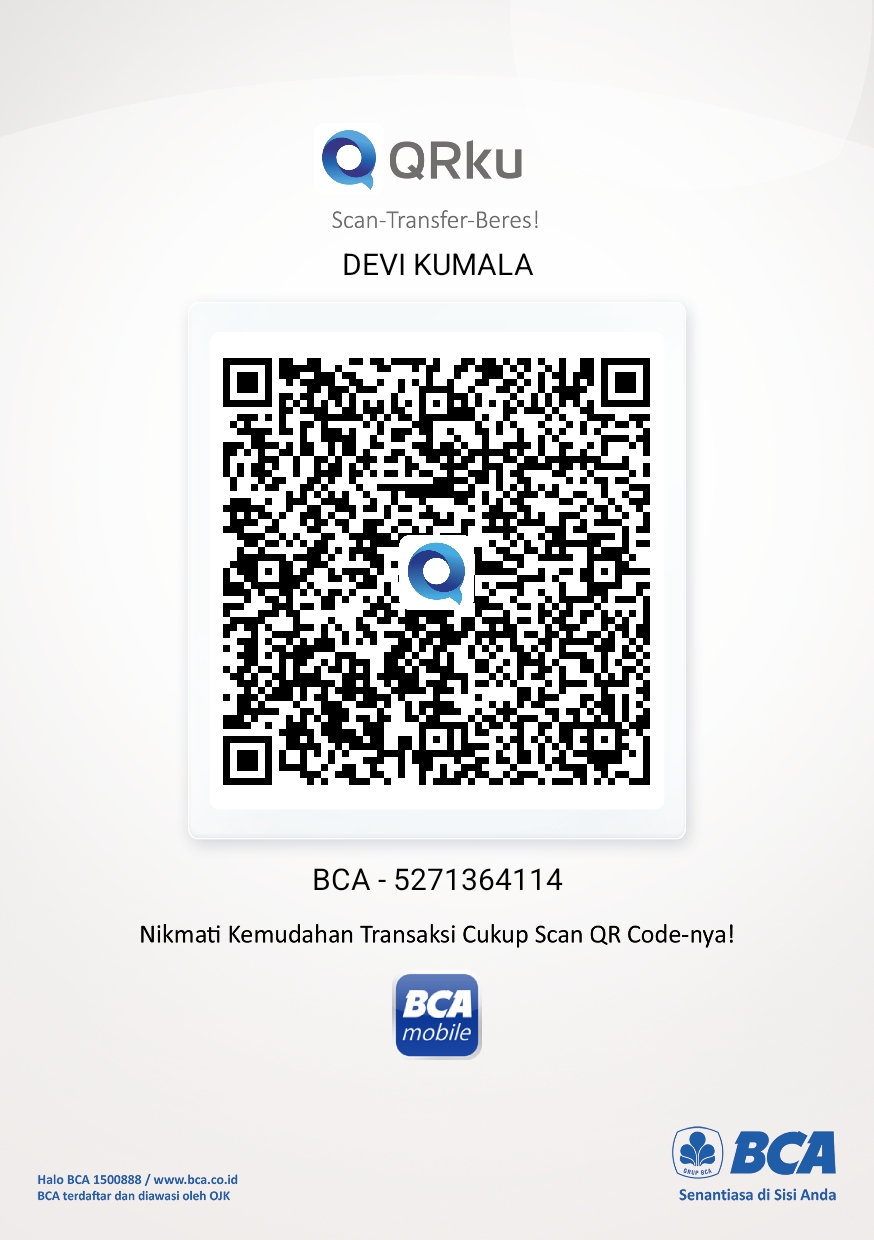 QRku
Scan-Transfer-Beres!
DEVI KUMALA
BCA - 5271364114
Nikmati Kemudahan Transaksi Cukup Scan QR Code-nya!
BCA
mobile
Halo BCA 1500888 / www.bca.co.id
BCA terdaftar dan diawasi oleh OJK
GRUP BCA
BCA
Senantiasa di Sisi Anda